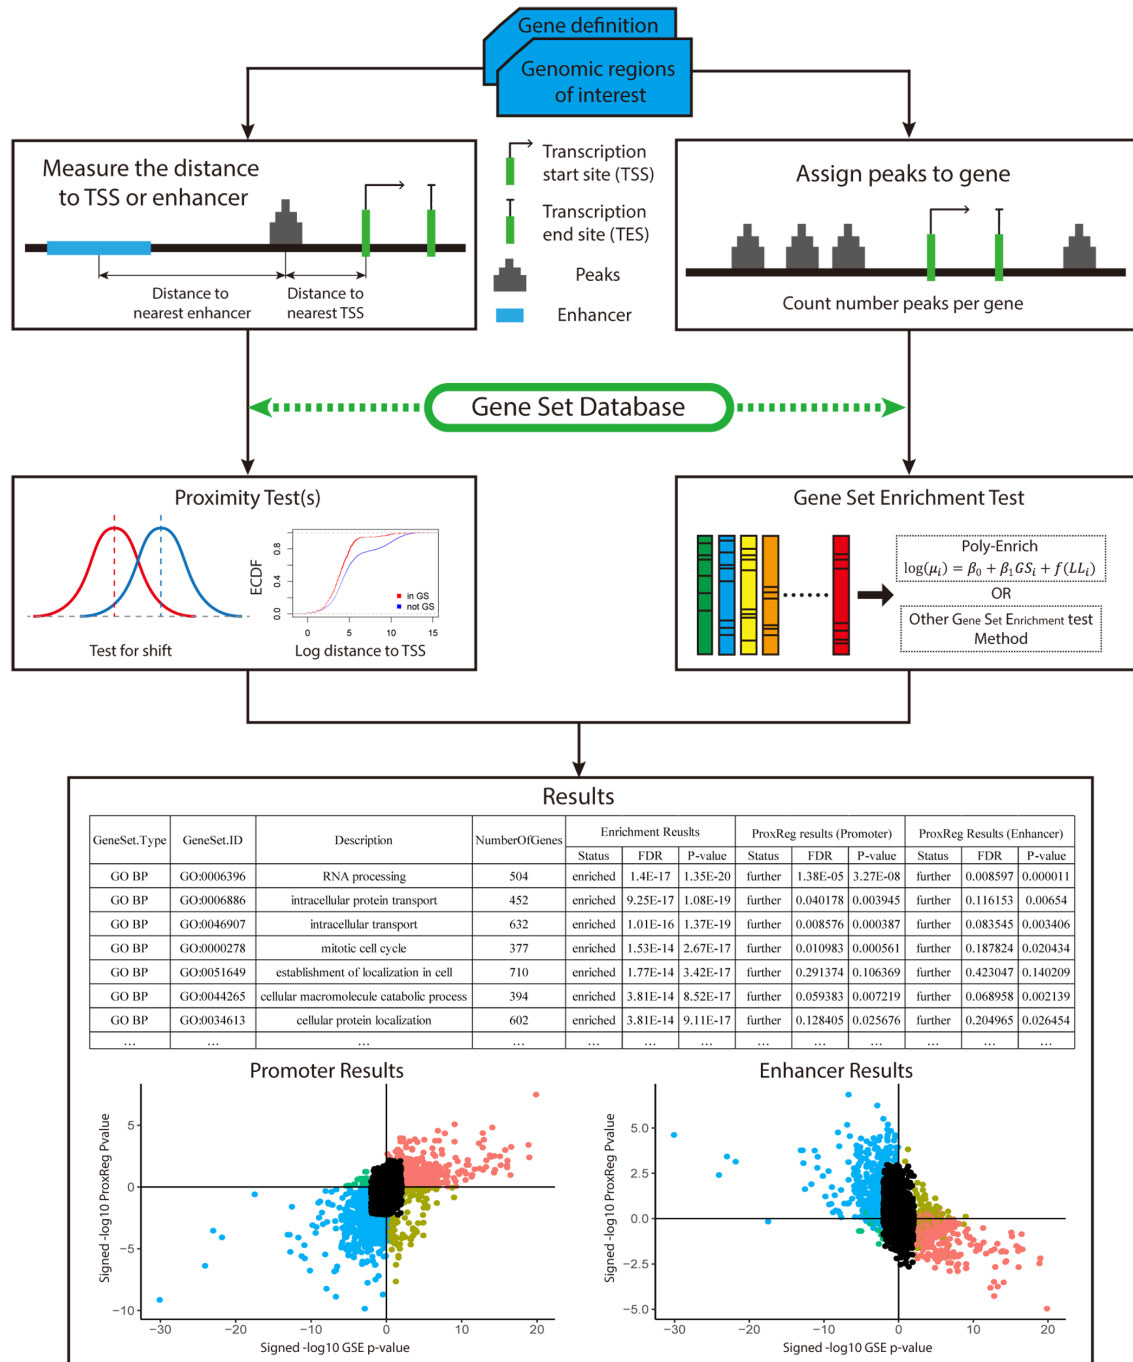 Gene definition
Genomic regions
of interest
Measure the distance
to TSS or enhancer
Distance to
nearest enhancer
Distance to
nearest TSS
Transcription
start site (TSS)
Transcription
end site (TES)
Peaks
Enhancer
Assign peaks to gene
Count number peaks per gene
Gene Set Database
Proximity Test(s)
Test for shift
ECDF
0.8
0.4
0.0
in GS
not GS
0 5 10 15
Log distance to TSS
Gene Set Enrichment Test
Poly-Enrich
log(μᵢ) = β₀ + β₁GSᵢ + f(LLᵢ)
OR
Other Gene Set Enrichment test
Method
Results
GeneSet.Type GeneSet.ID Description NumberOfGenes Enrichment Reuslts ProxReg results (Promoter) ProxReg Results (Enhancer)
Status FDR P-value Status FDR P-value Status FDR P-value
GO BP GO:0006396 RNA processing 504 enriched 1.4E-17 1.35E-20 further 1.38E-05 3.27E-08 further 0.008597 0.000011
GO BP GO:0006886 intracellular protein transport 452 enriched 9.25E-17 1.08E-19 further 0.040178 0.003945 further 0.116153 0.00654
GO BP GO:0046907 intracellular transport 632 enriched 1.01E-16 1.37E-19 further 0.008576 0.000387 further 0.083545 0.003406
GO BP GO:0000278 mitotic cell cycle 377 enriched 1.53E-14 2.67E-17 further 0.010983 0.000561 further 0.187824 0.020434
GO BP GO:0051649 establishment of localization in cell 710 enriched 1.77E-14 3.42E-17 further 0.291374 0.106369 further 0.423047 0.140209
GO BP GO:0044265 cellular macromolecule catabolic process 394 enriched 3.81E-14 8.52E-17 further 0.059383 0.007219 further 0.068958 0.002139
GO BP GO:0034613 cellular protein localization 602 enriched 3.81E-14 9.11E-17 further 0.128405 0.025676 further 0.204965 0.026454
... ... ... ... ... ... ... ... ... ... ... ... ...
Promoter Results
Signed -log10 ProxReg Pvalue
5
0
−5
−10
−30 −20 −10 0 10 20
Signed -log10 GSE p-value
Enhancer Results
Signed -log10 ProxReg Pvalue
5.0
2.5
0.0
−2.5
−5.0
−30 −20 −10 0 10 20
Signed -log10 GSE p-value